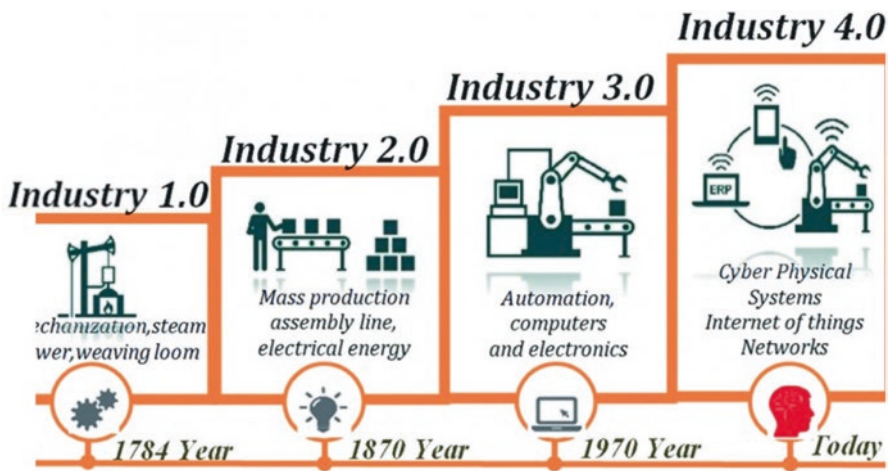 Industry 1.0
echanization,steam
wer,weaving loom
1784 Year
Industry 2.0
Mass production
assembly line,
electrical energy
1870 Year
Industry 3.0
Automation,
computers
and electronics
1970 Year
Industry 4.0
ERP
Cyber Physical
Systems
Internet of things
Networks
Today